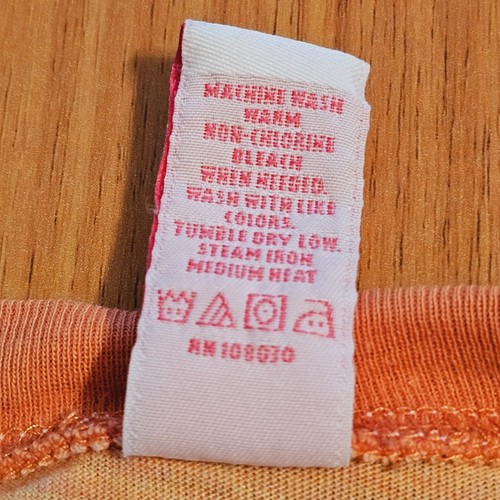 MACHINE WASH
WARM
NON-CHLORINE
BLEACH
WHEN NEEDED.
WASH WITH LIKE
COLORS.
TUMBLE DRY LOW.
STEAM IRON
MEDIUM HEAT
RN 108030